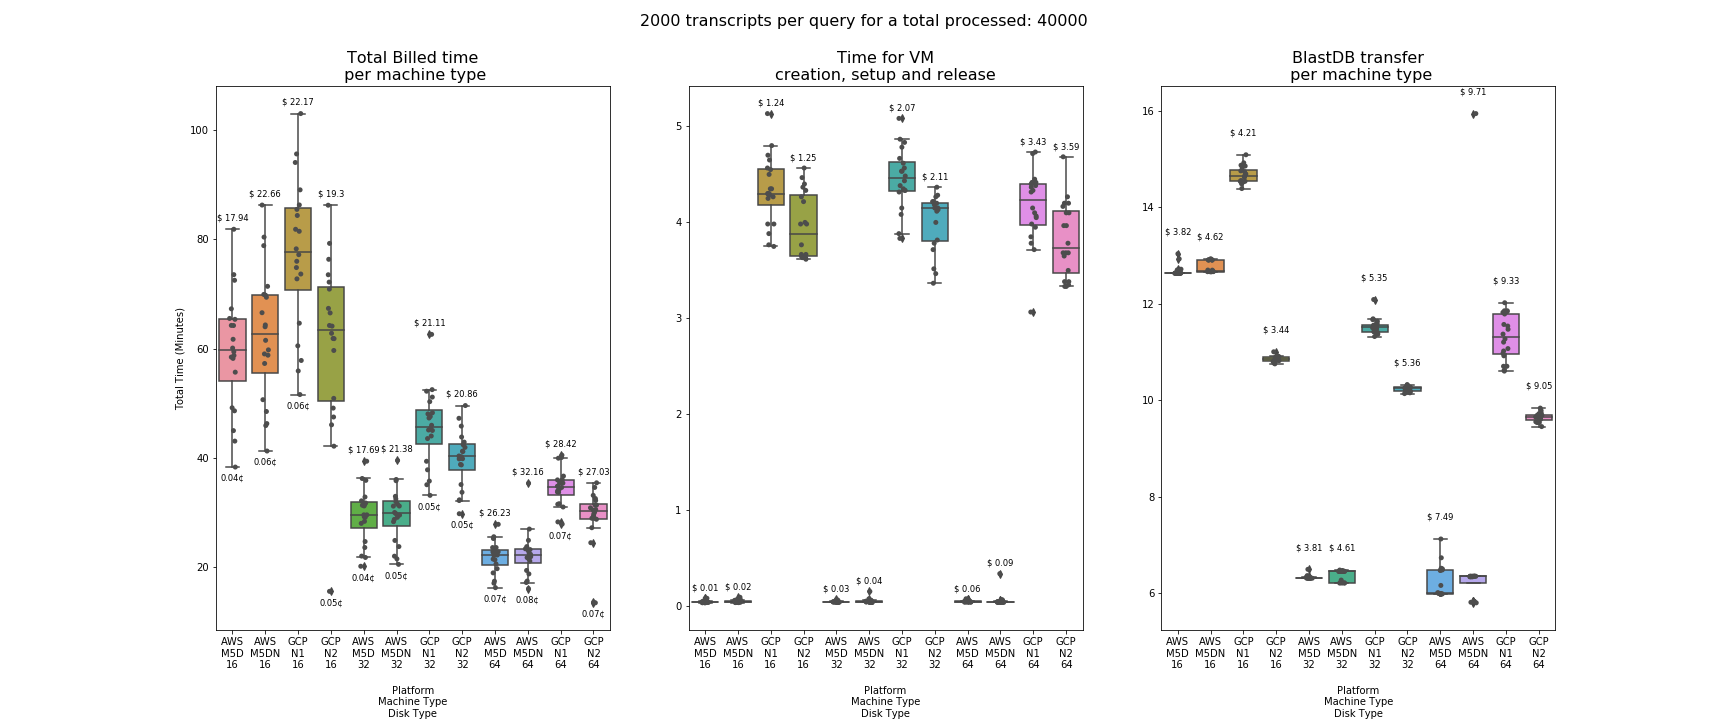 2000 transcripts per query for a total processed: 40000
Total Billed time
per machine type
Total Time (Minutes)
100
80
60
40
20
$ 17.94
$ 22.66
$ 22.17
$ 19.3
$ 17.69
$ 21.38
$ 21.11
$ 20.86
$ 26.23
$ 32.16
$ 28.42
$ 27.03
0.04¢
0.06¢
0.06¢
0.05¢
0.04¢
0.05¢
0.05¢
0.05¢
0.07¢
0.08¢
0.07¢
0.07¢
AWS AWS GCP GCP AWS AWS GCP GCP AWS AWS GCP GCP
M5D M5DN N1 N2 M5D M5DN N1 N2 M5D M5DN N1 N2
16 16 16 16 32 32 32 32 64 64 64 64
Platform
Machine Type
Disk Type
Time for VM
creation, setup and release
5
4
3
2
1
0
$ 0.01
$ 0.02
$ 1.24
$ 1.25
$ 0.03
$ 0.04
$ 2.07
$ 2.11
$ 0.06
$ 0.09
$ 3.43
$ 3.59
AWS AWS GCP GCP AWS AWS GCP GCP AWS AWS GCP GCP
M5D M5DN N1 N2 M5D M5DN N1 N2 M5D M5DN N1 N2
16 16 16 16 32 32 32 32 64 64 64 64
Platform
Machine Type
Disk Type
BlastDB transfer
per machine type
16
14
12
10
8
6
$ 3.82
$ 4.62
$ 4.21
$ 3.44
$ 3.81
$ 4.61
$ 5.35
$ 5.36
$ 7.49
$ 9.71
$ 9.33
$ 9.05
AWS AWS GCP GCP AWS AWS GCP GCP AWS AWS GCP GCP
M5D M5DN N1 N2 M5D M5DN N1 N2 M5D M5DN N1 N2
16 16 16 16 32 32 32 32 64 64 64 64
Platform
Machine Type
Disk Type